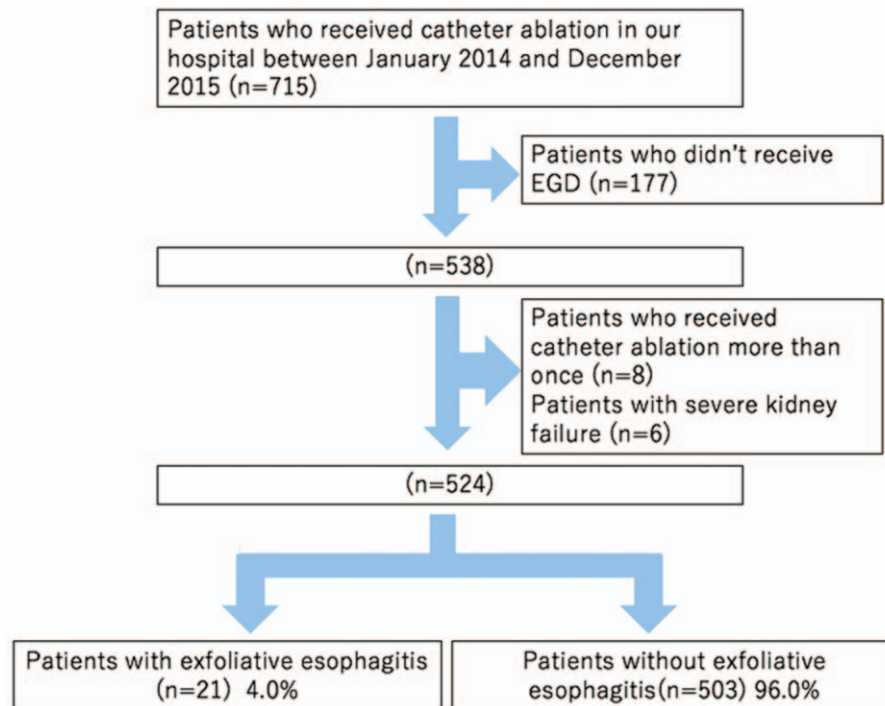 Patients who received catheter ablation in our
hospital between January 2014 and December
2015 (n=715)
Patients who didn't receive
EGD (n=177)
(n=538)
Patients who received
catheter ablation more than
once (n=8)
Patients with severe kidney
failure (n=6)
(n=524)
Patients with exfoliative esophagitis
(n=21) 4.0%
Patients without exfoliative
esophagitis(n=503) 96.0%